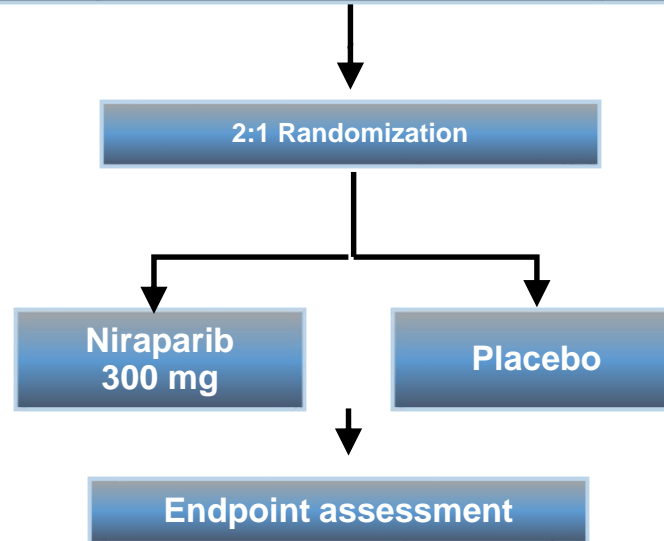 2:1 Randomization
Niraparib
300 mg
Placebo
Endpoint assessment